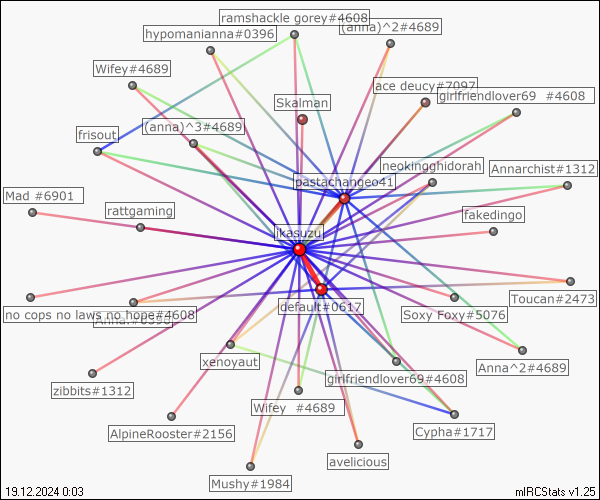 ramshackle gorey#4608
(anna)^2#4689
hypomanianna#0396
Wifey#4689
ace deucy#7097
girlfriendlover69 #4608
Skalman
(anna)^3#4689
frisout
neokingghidorah
Annarchist#1312
pastachangeo41
Mad #6901
rattgaming
fakedingo
ikasuzu
Toucan#2473
default#0617
no cops no laws no hope#4608
Anna.#0396
Soxy Foxy#5076
xenoyaut
Anna^2#4689
girlfriendlover69#4608
zibbits#1312
Wifey #4689
AlpineRooster#2156
Cypha#1717
avelicious
Mushy#1984
19.12.2024 0:03
mIRCStats v1.25